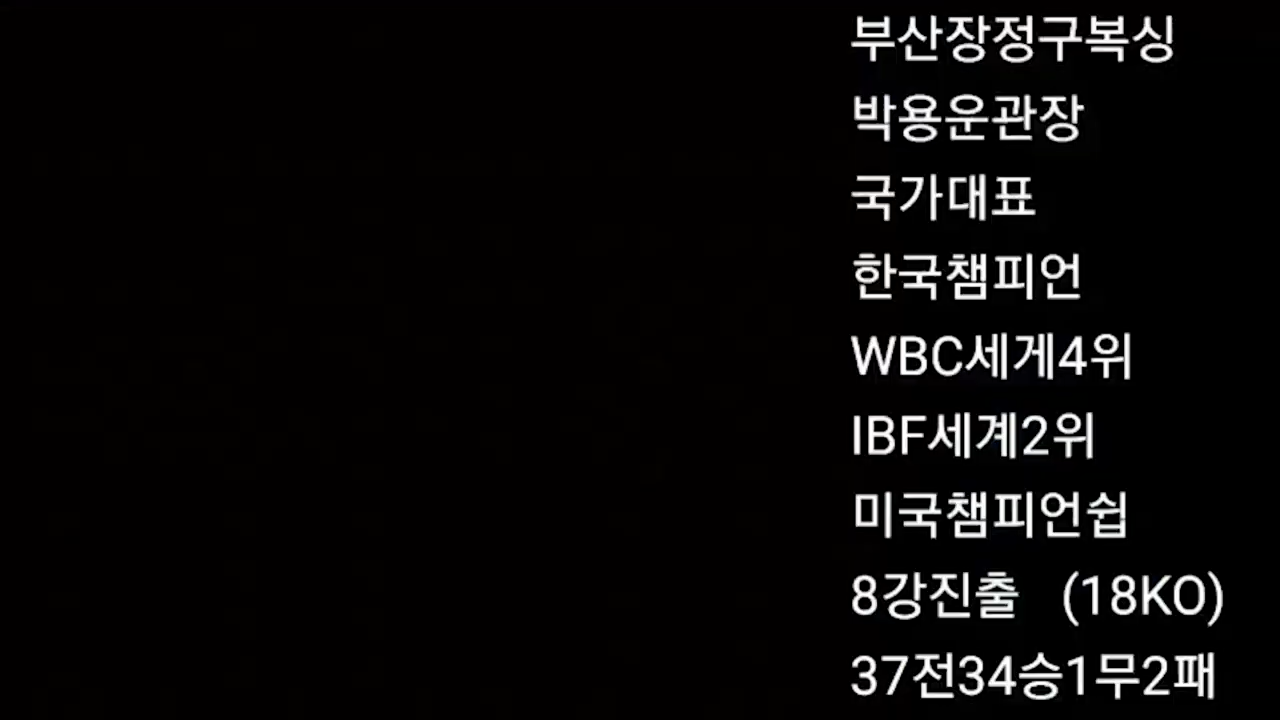 부산장정구복싱
박용운관장
국가대표
한국챔피언
WBC세게4위
IBF세계2위
미국챔피언쉽
8강진출 (18KO)
37전34승1무2패